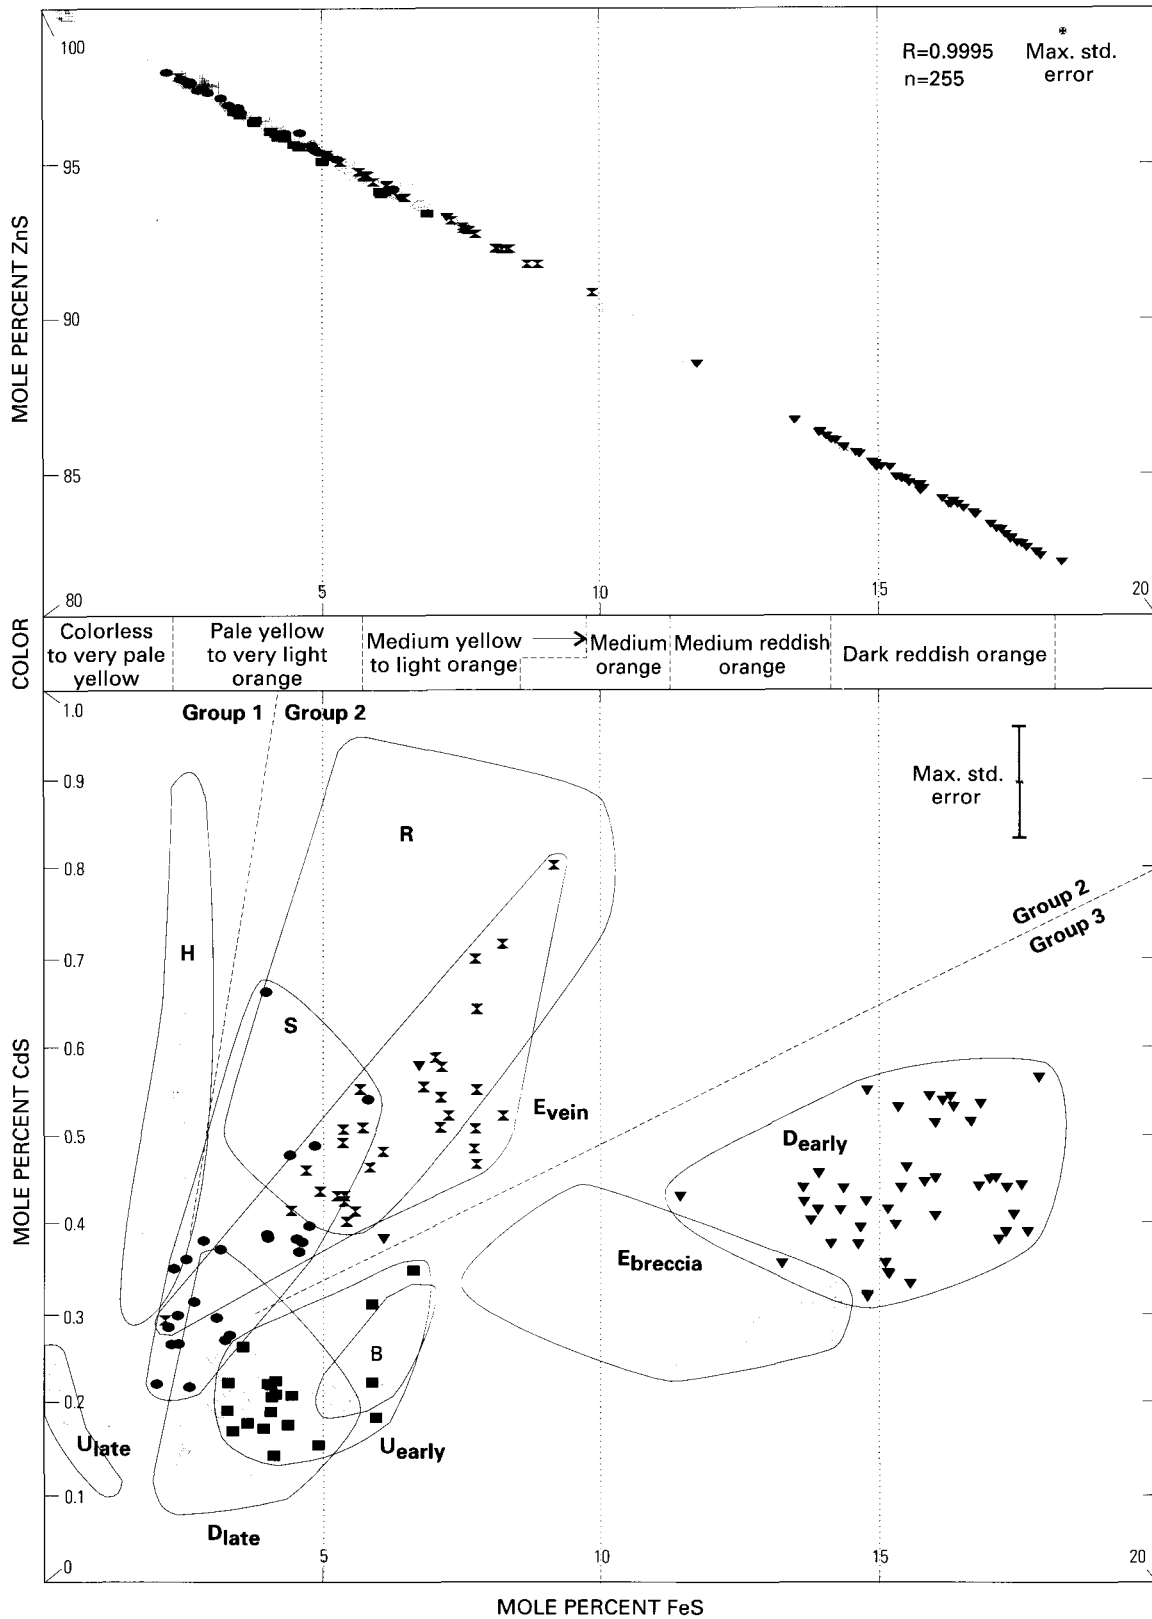 100
R=0.9995
Max. std.
error
n=255
95
90
85
80
MOLE PERCENT ZnS
5
10
15
20
COLOR
Colorless
to very pale
yellow
Pale yellow
to very light
orange
Medium yellow
to light orange
Medium
orange
Medium reddish
orange
Dark reddish orange
1.0
Group 1
Group 2
Max. std.
error
0.9
R
0.8
Group 2
Group 3
H
0.7
S
0.6
Evein
0.5
Dearly
0.4
Ebreccia
0.3
B
0.2
Ulate
Uearly
0.1
Dlate
0
MOLE PERCENT CdS
5
10
15
20
MOLE PERCENT FeS